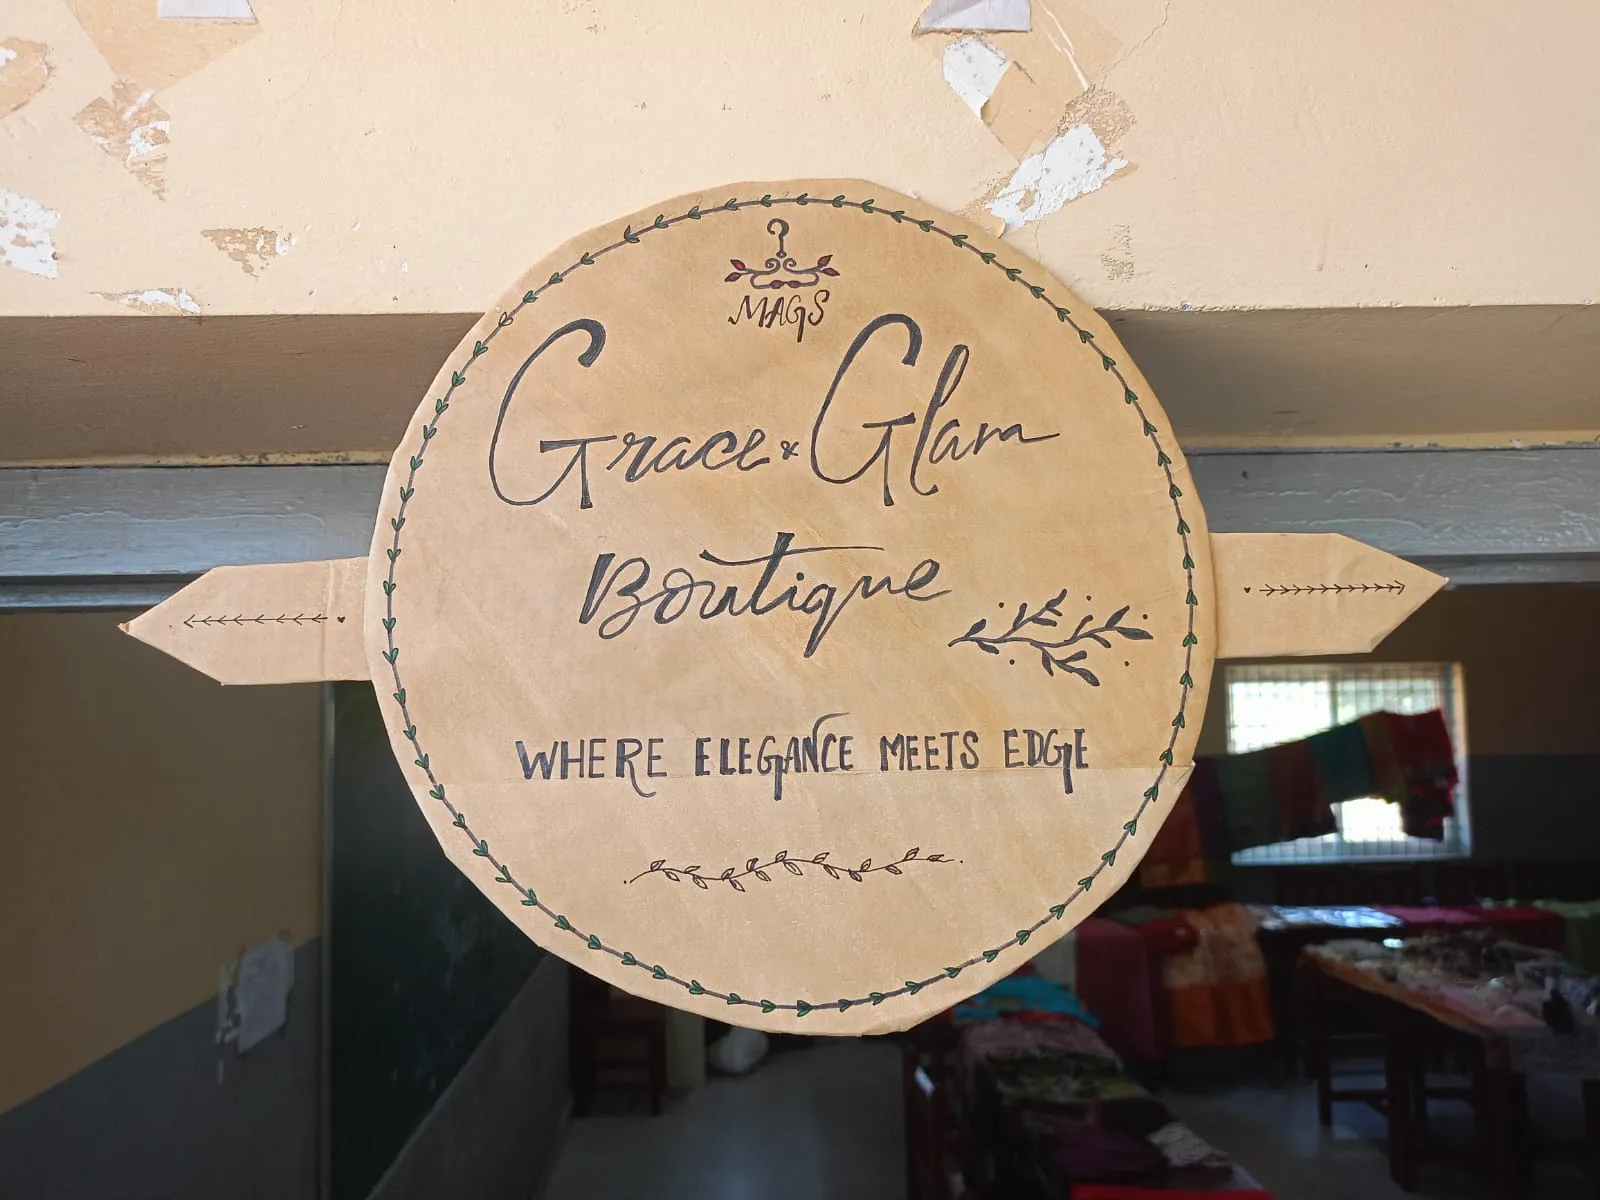 MAGS
Grace & Glam
Boutique
WHERE ELEGANCE MEETS EDGE